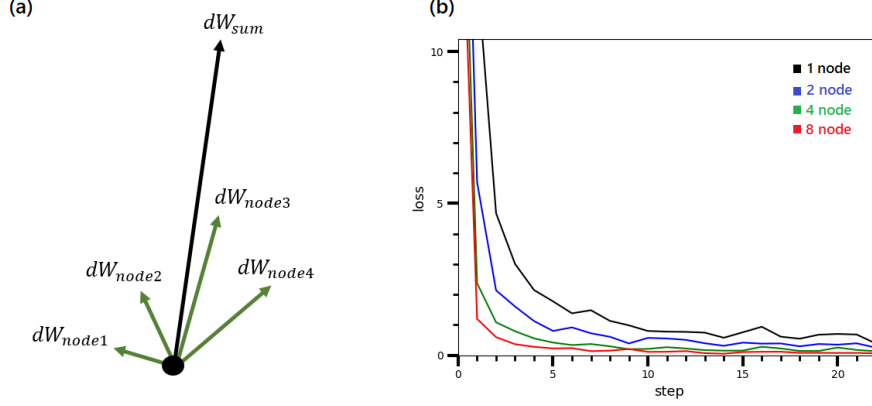 (a)
dW_sum
dW_node3
dW_node2
dW_node4
dW_node1
(b)
10
5
0
loss
0
5
10
15
20
step
1 node
2 node
4 node
8 node